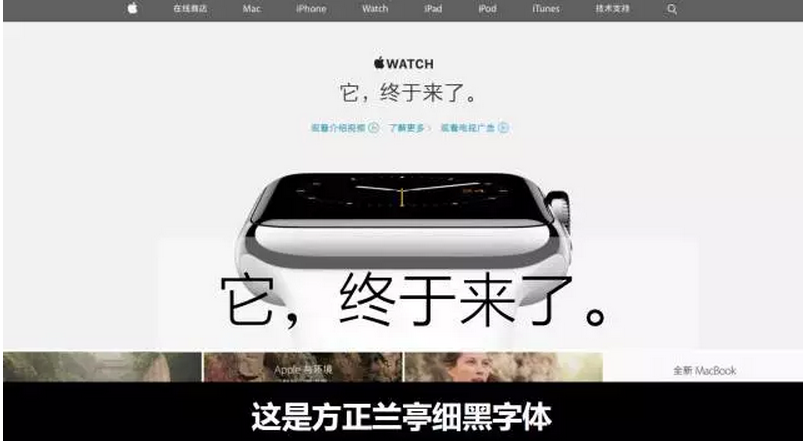 在线商店 Mac iPhone Watch iPad iPod iTunes 技术支持
WATCH
它，终于来了。
观看介绍视频 了解更多 观看电视广告
它，终于来了。
Apple 与环境
全新 MacBook
这是方正兰亭细黑字体